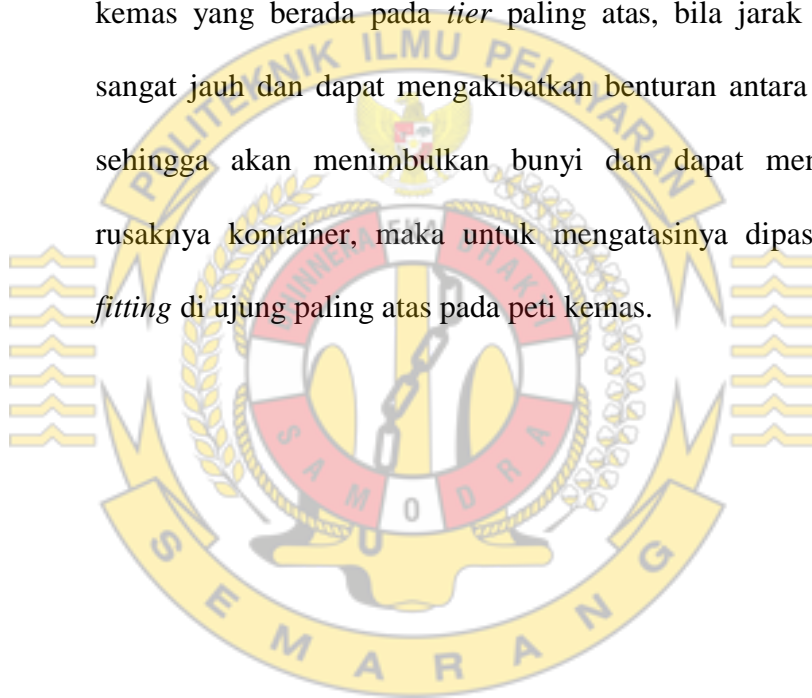 kemas yang berada pada tier paling atas, bila jarak
sangat jauh dan dapat mengakibatkan benturan antara
sehingga akan menimbulkan bunyi dan dapat men
rusaknya kontainer, maka untuk mengatasinya dipas
fitting di ujung paling atas pada peti kemas.
POLITEKNIK ILMU PELAYARAN
BHAKTI
SAMODRA
SEMARANG